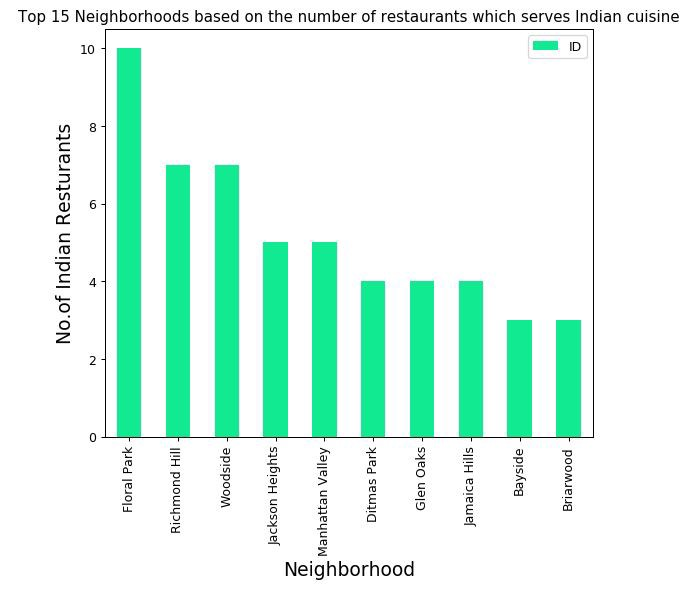 Top 15 Neighborhoods based on the number of restaurants which serves Indian cuisine
ID
No.of Indian Resturants
10
8
6
4
2
0
Floral Park
Richmond Hill
Woodside
Jackson Heights
Manhattan Valley
Ditmas Park
Glen Oaks
Jamaica Hills
Bayside
Briarwood
Neighborhood